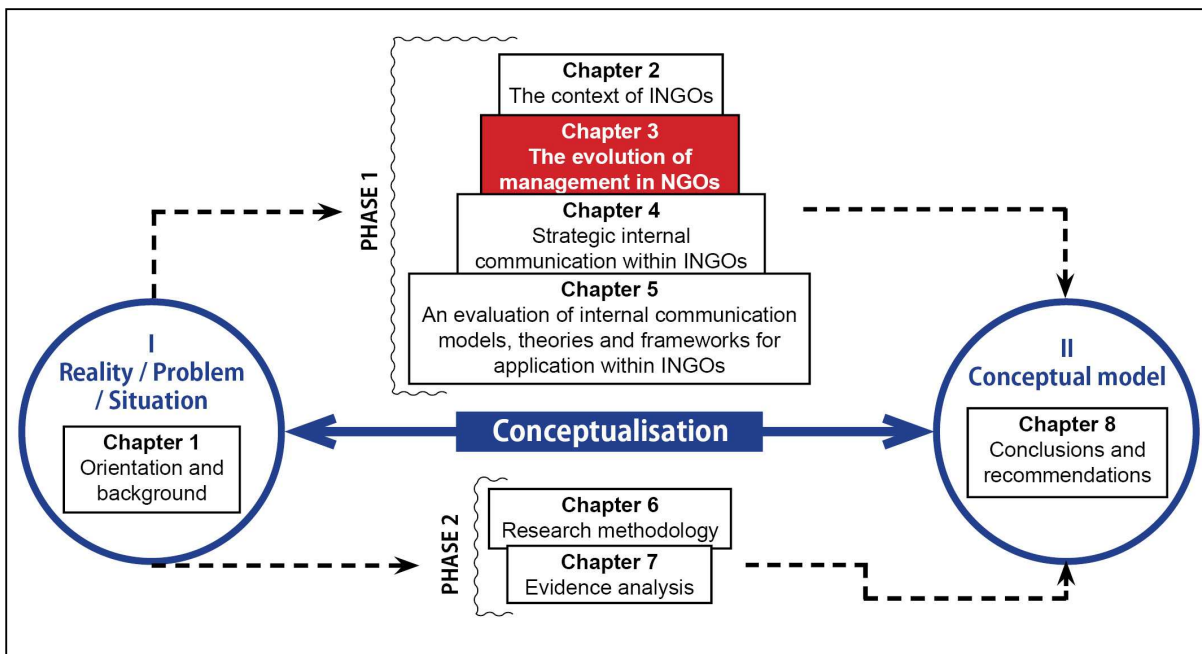 PHASE 1
Chapter 2
The context of INGOs
Chapter 3
The evolution of
management in NGOs
Chapter 4
Strategic internal
communication within INGOs
Chapter 5
An evaluation of internal communication
models, theories and frameworks for
application within INGOs
I
Reality / Problem
/ Situation
Chapter 1
Orientation and
background
Conceptualisation
II
Conceptual model
Chapter 8
Conclusions and
recommendations
PHASE 2
Chapter 6
Research methodology
Chapter 7
Evidence analysis